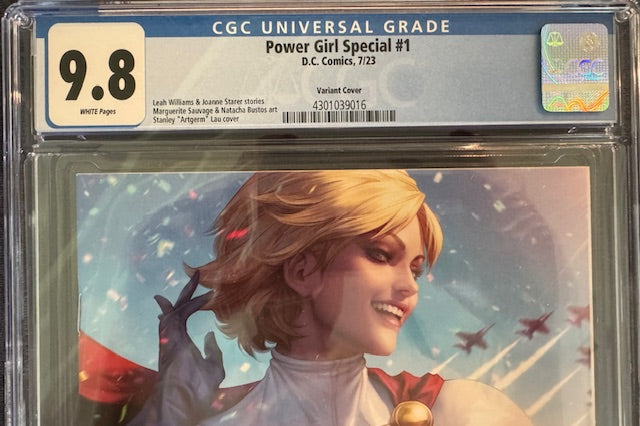 CGC UNIVERSAL GRADE
9.8
WHITE Pages
Power Girl Special #1
D.C. Comics, 7/23
Variant Cover
Leah Williams & Joanne Starer stories
Marguerite Sauvage & Natacha Bustos art
Stanley "Artgerm" Lau cover
4301039016